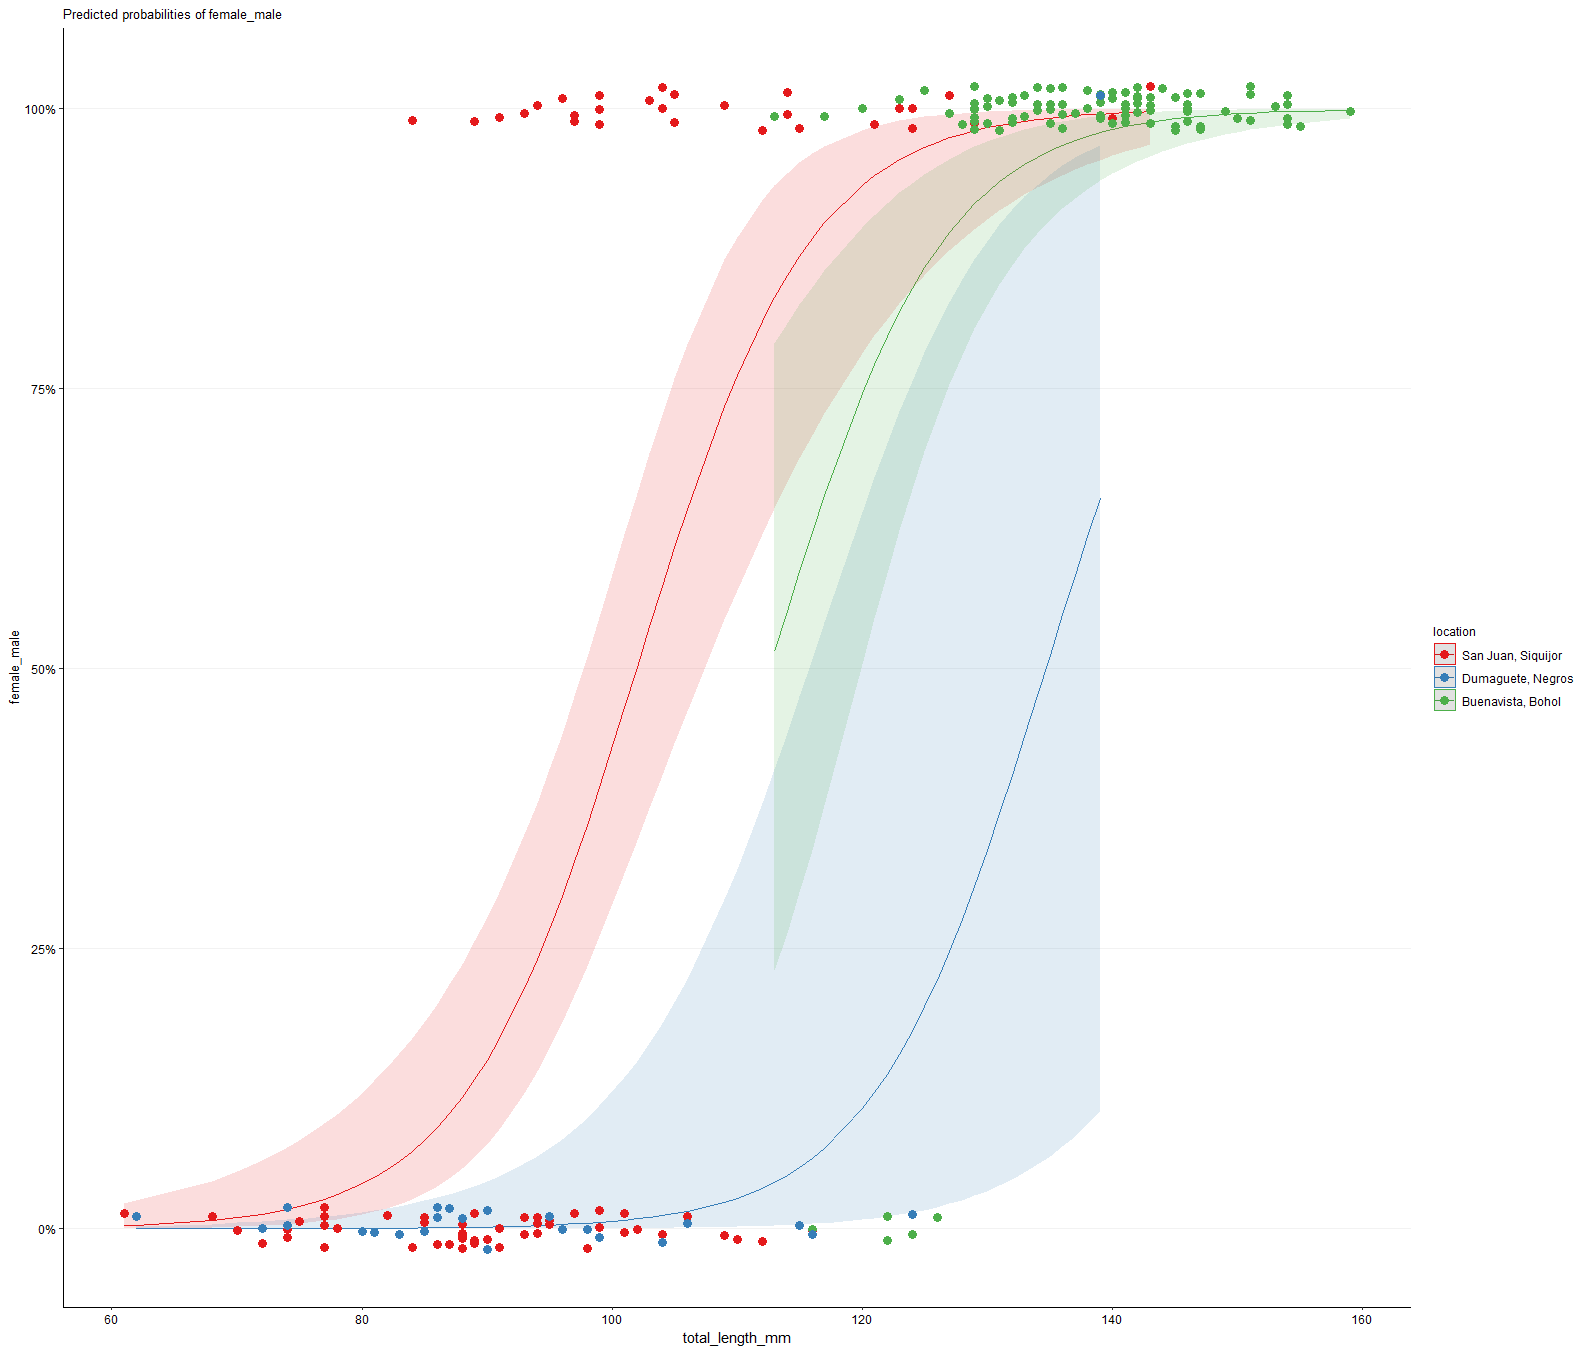 Predicted probabilities of female_male
100%
75%
50%
25%
0%
female_male
60
80
100
120
140
160
total_length_mm
location
San Juan, Siquijor
Dumaguete, Negros
Buenavista, Bohol